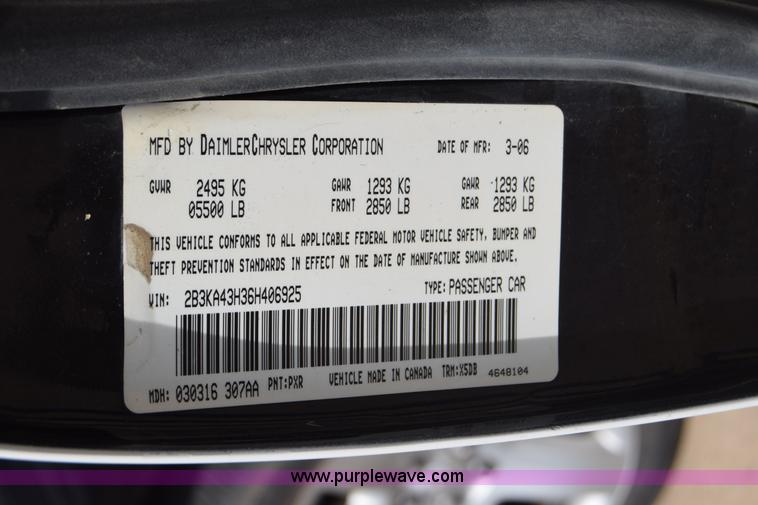 MFD BY DAIMLERCHRYSLER CORPORATION DATE OF MFR: 3-06
GVWR 2495 KG GAWR 1293 KG GAWR 1293 KG
05500 LB FRONT 2850 LB REAR 2850 LB
THIS VEHICLE CONFORMS TO ALL APPLICABLE FEDERAL MOTOR VEHICLE SAFETY, BUMPER AND
THEFT PREVENTION STANDARDS IN EFFECT ON THE DATE OF MANUFACTURE SHOWN ABOVE.
VIN: 2B3KA43H36H406925 TYPE: PASSENGER CAR
MDH: 030316 307AA PNT:PXR VEHICLE MADE IN CANADA TRM:X5DB 4648104
www.purplewave.com